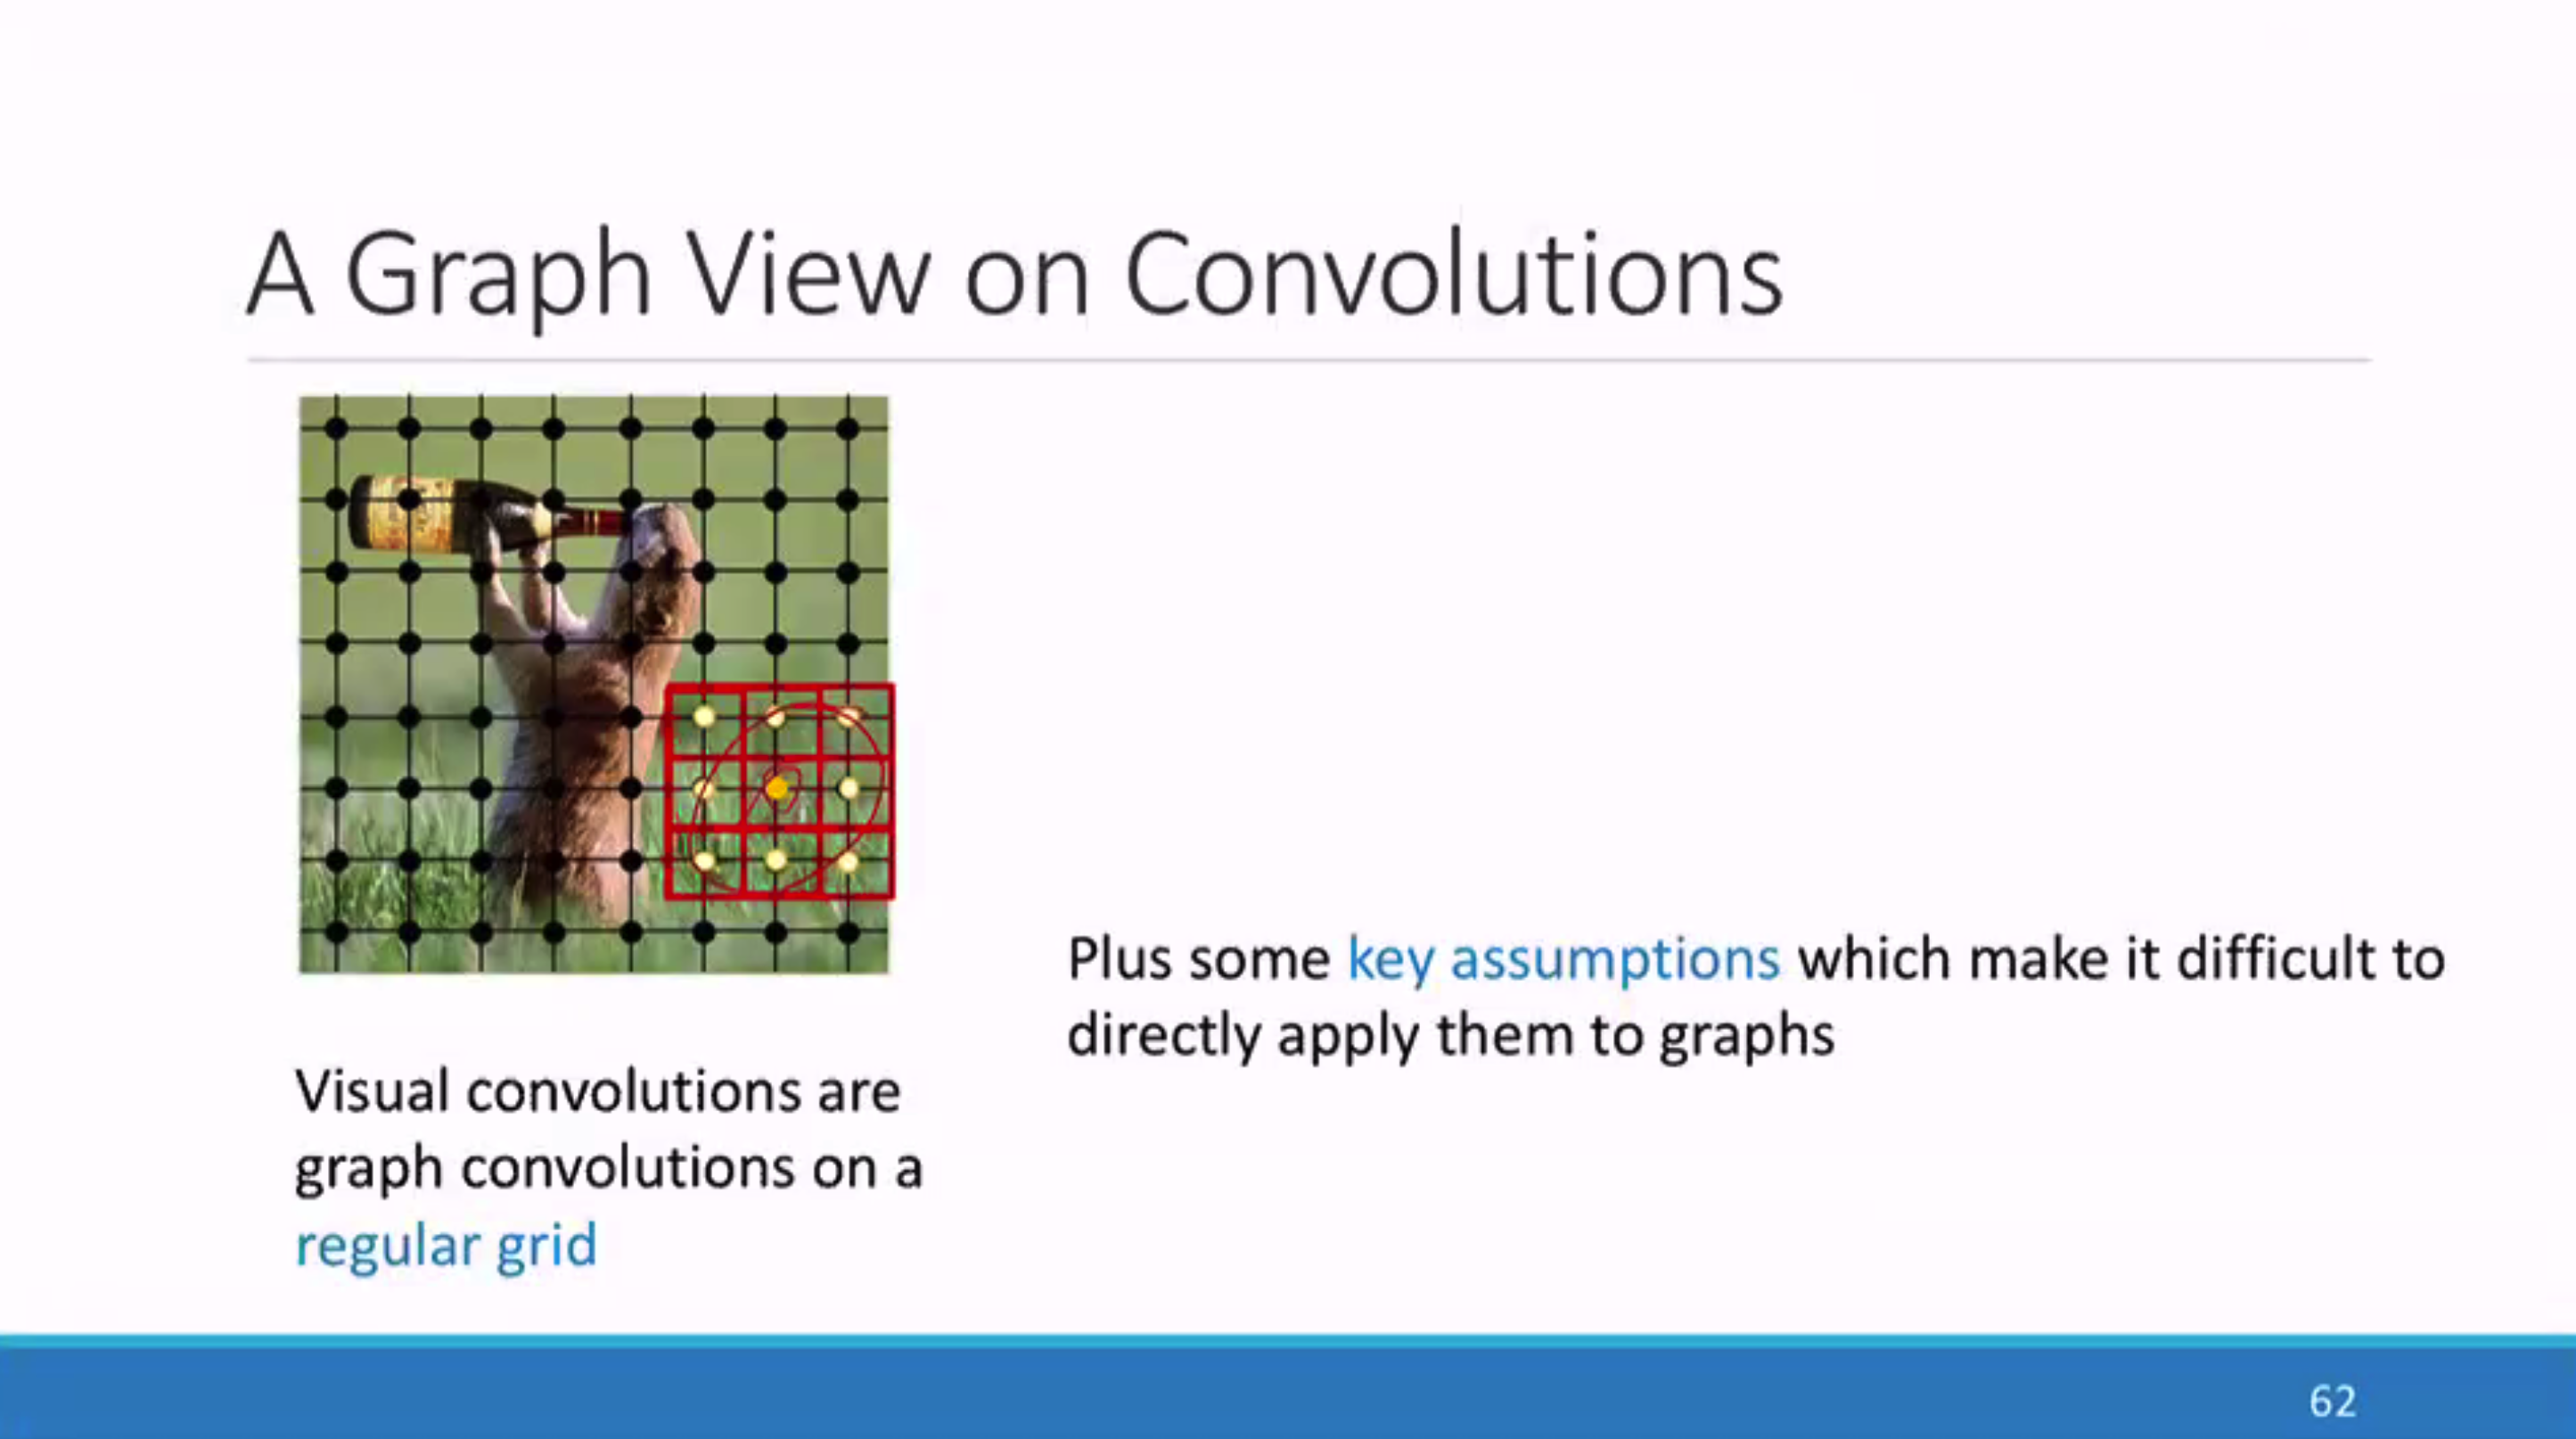 A Graph View on Convolutions
Visual convolutions are
graph convolutions on a
regular grid
Plus some key assumptions which make it difficult to
directly apply them to graphs
62